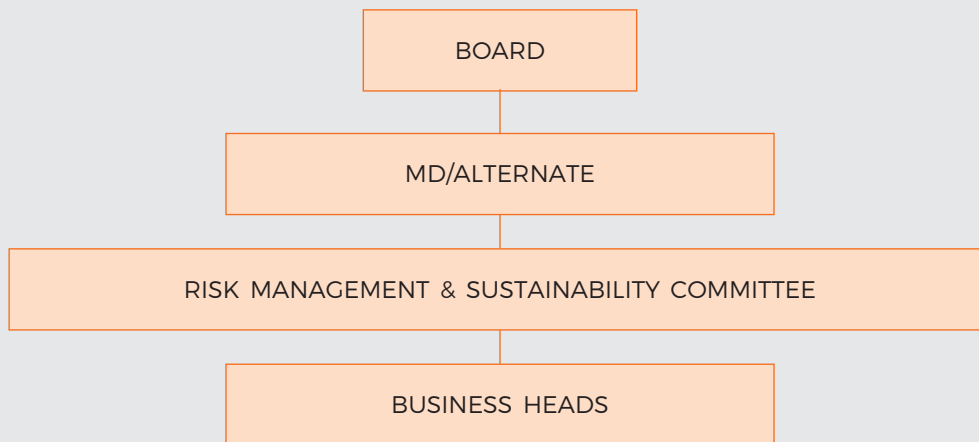 BOARD
MD/ALTERNATE
RISK MANAGEMENT & SUSTAINABILITY COMMITTEE
BUSINESS HEADS